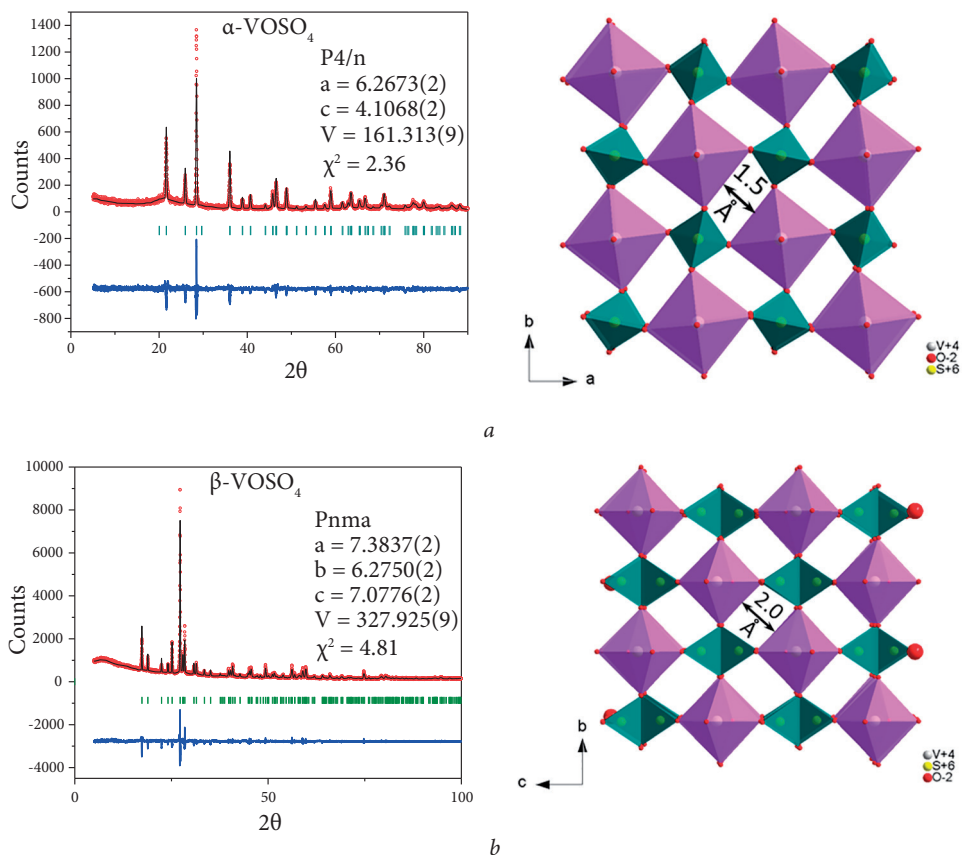 α-VOSO₄
P4/n
a = 6.2673(2)
c = 4.1068(2)
V = 161.313(9)
χ² = 2.36
Counts
1400
1200
1000
800
600
400
200
0
-200
-400
-600
-800
0 20 40 60 80
2θ
1.5
Å
b
a
V+4
O-2
S+6
a
β-VOSO₄
Pnma
a = 7.3837(2)
b = 6.2750(2)
c = 7.0776(2)
V = 327.925(9)
χ² = 4.81
Counts
10000
8000
6000
4000
2000
0
-2000
-4000
0 50 100
2θ
2.0
Å
b
c
V+4
S+6
O-2
b